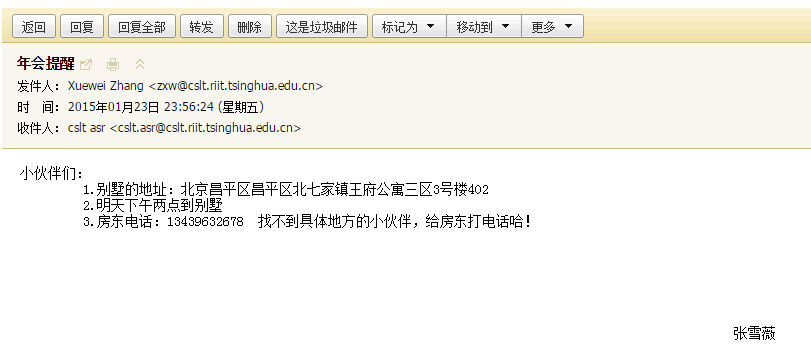 返回 回复 回复全部 转发 删除 这是垃圾邮件 标记为 移动到 更多
年会提醒
发件人：Xuewei Zhang <zxw@cslt.riit.tsinghua.edu.cn>
时　间：2015年01月23日 23:56:24 (星期五)
收件人：cslt asr <cslt.asr@cslt.riit.tsinghua.edu.cn>
小伙伴们：
1.别墅的地址：北京昌平区昌平区北七家镇王府公寓三区3号楼402
2.明天下午两点到别墅
3.房东电话：13439632678　找不到具体地方的小伙伴，给房东打电话哈！
张雪薇